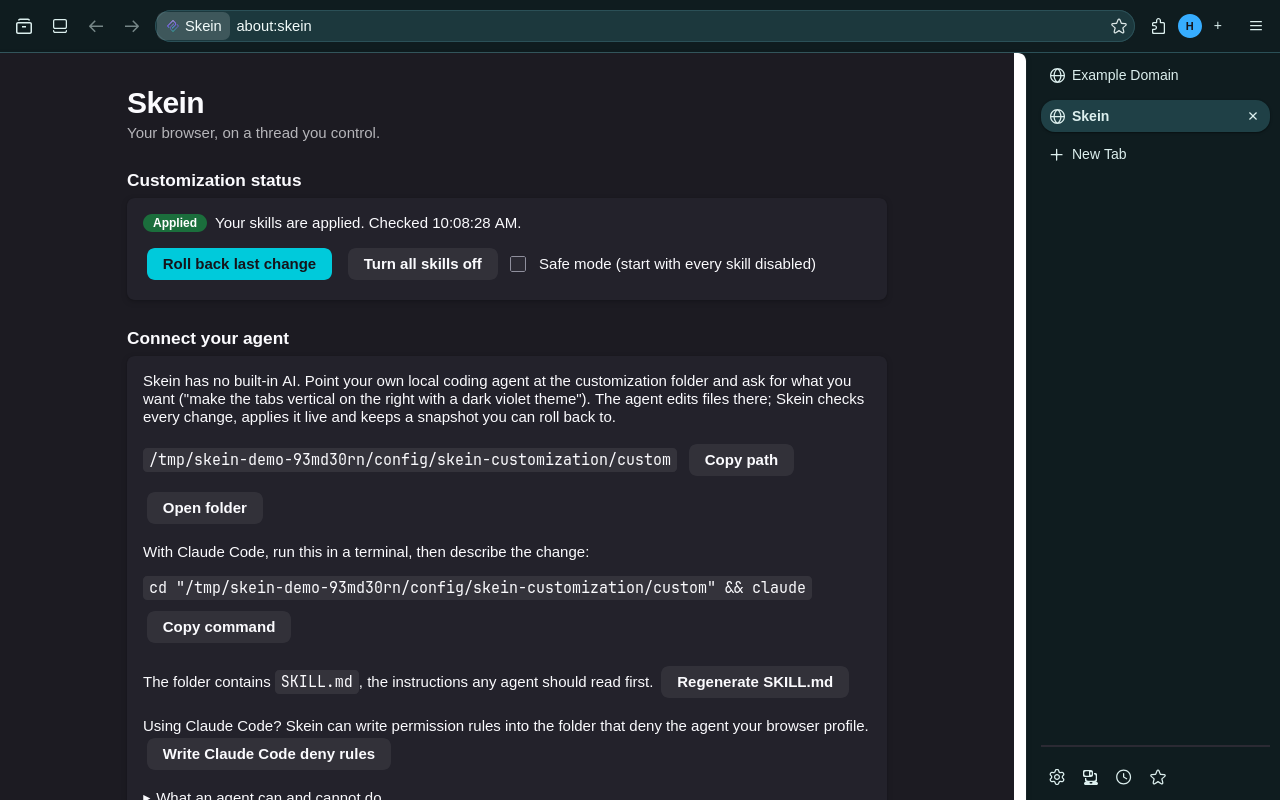 Skein about:skein H +
Example Domain
Skein
New Tab
Skein
Your browser, on a thread you control.
Customization status
Applied Your skills are applied. Checked 10:08:28 AM.
Roll back last change Turn all skills off Safe mode (start with every skill disabled)
Connect your agent
Skein has no built-in AI. Point your own local coding agent at the customization folder and ask for what you
want ("make the tabs vertical on the right with a dark violet theme"). The agent edits files there; Skein checks
every change, applies it live and keeps a snapshot you can roll back to.
/tmp/skein-demo-93md30rn/config/skein-customization/custom Copy path
Open folder
With Claude Code, run this in a terminal, then describe the change:
cd "/tmp/skein-demo-93md30rn/config/skein-customization/custom" && claude
Copy command
The folder contains SKILL.md, the instructions any agent should read first. Regenerate SKILL.md
Using Claude Code? Skein can write permission rules into the folder that deny the agent your browser profile.
Write Claude Code deny rules
▸ What an agent can and cannot do